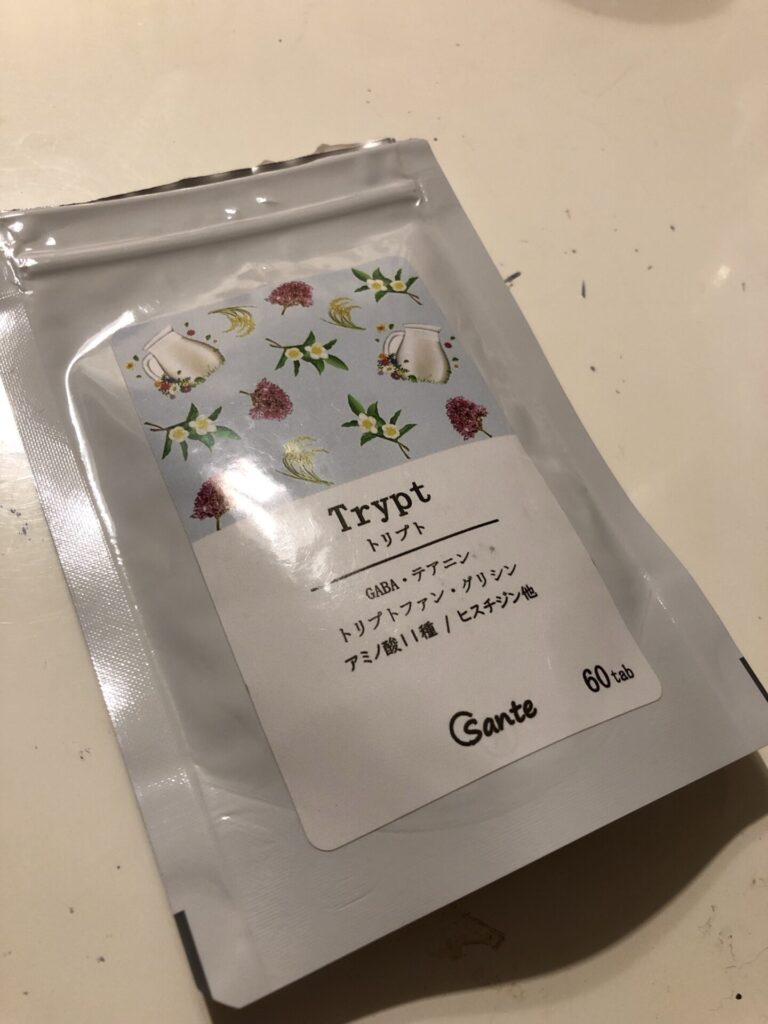 Trypt
トリプト
GABA・テアニン
トリプトファン・グリシン
アミノ酸11種 / ヒスチジン他
60tab
Csante